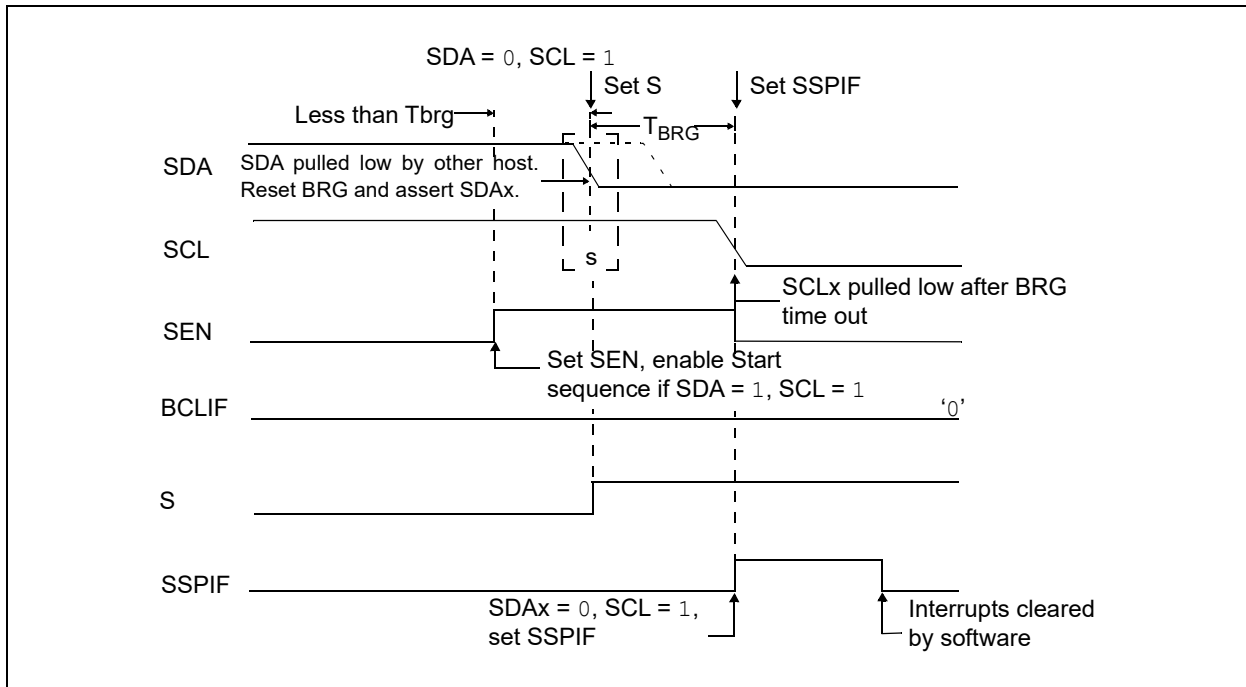 SDA = 0, SCL = 1
Set S
Set SSPIF
Less than Tbrg
TBRG
SDA
SDA pulled low by other host.
Reset BRG and assert SDAx.
SCL
s
SCLx pulled low after BRG
time out
SEN
Set SEN, enable Start
sequence if SDA = 1, SCL = 1
BCLIF
‘0’
S
SSPIF
SDAx = 0, SCL = 1,
set SSPIF
Interrupts cleared
by software